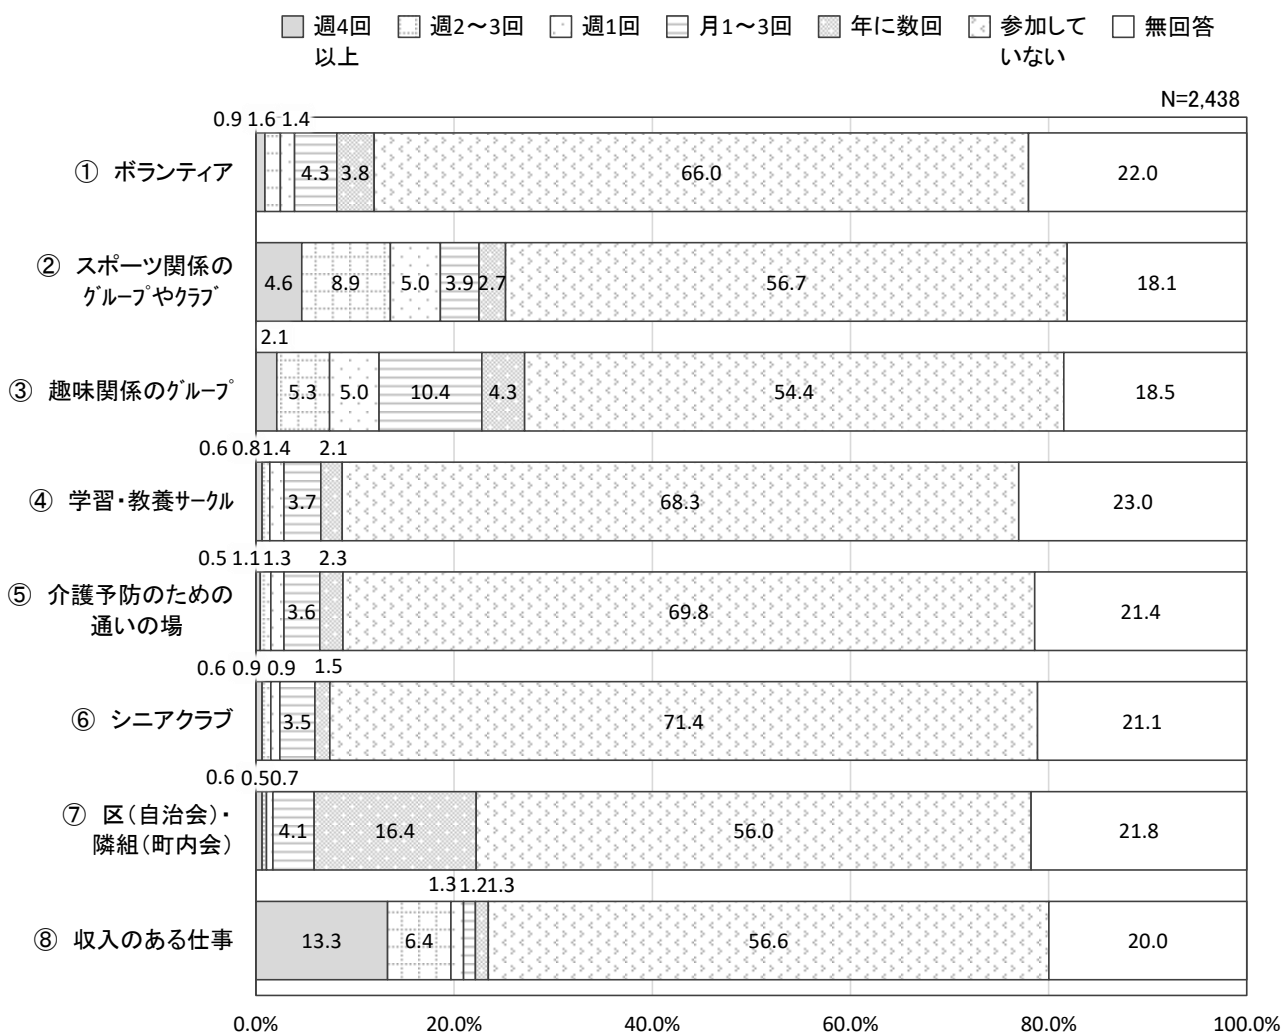 週4回以上 週2～3回 週1回 月1～3回 年に数回 参加していない 無回答
N=2,438
0.9 1.6 1.4
① ボランティア 4.3 3.8 66.0 22.0
② スポーツ関係の
ｸﾞﾙｰﾌﾟやｸﾗﾌﾞ 4.6 8.9 5.0 3.9 2.7 56.7 18.1
2.1
③ 趣味関係のｸﾞﾙｰﾌﾟ 5.3 5.0 10.4 4.3 54.4 18.5
0.6 0.8 1.4 2.1
④ 学習・教養ｻｰｸﾙ 3.7 68.3 23.0
0.5 1.1 1.3 2.3
⑤ 介護予防のための
通いの場 3.6 69.8 21.4
0.6 0.9 0.9 1.5
⑥ シニアクラブ 3.5 71.4 21.1
0.6 0.5 0.7
⑦ 区（自治会）・
隣組（町内会） 4.1 16.4 56.0 21.8
1.3 1.2 1.3
⑧ 収入のある仕事 13.3 6.4 56.6 20.0
0.0% 20.0% 40.0% 60.0% 80.0% 100.0%